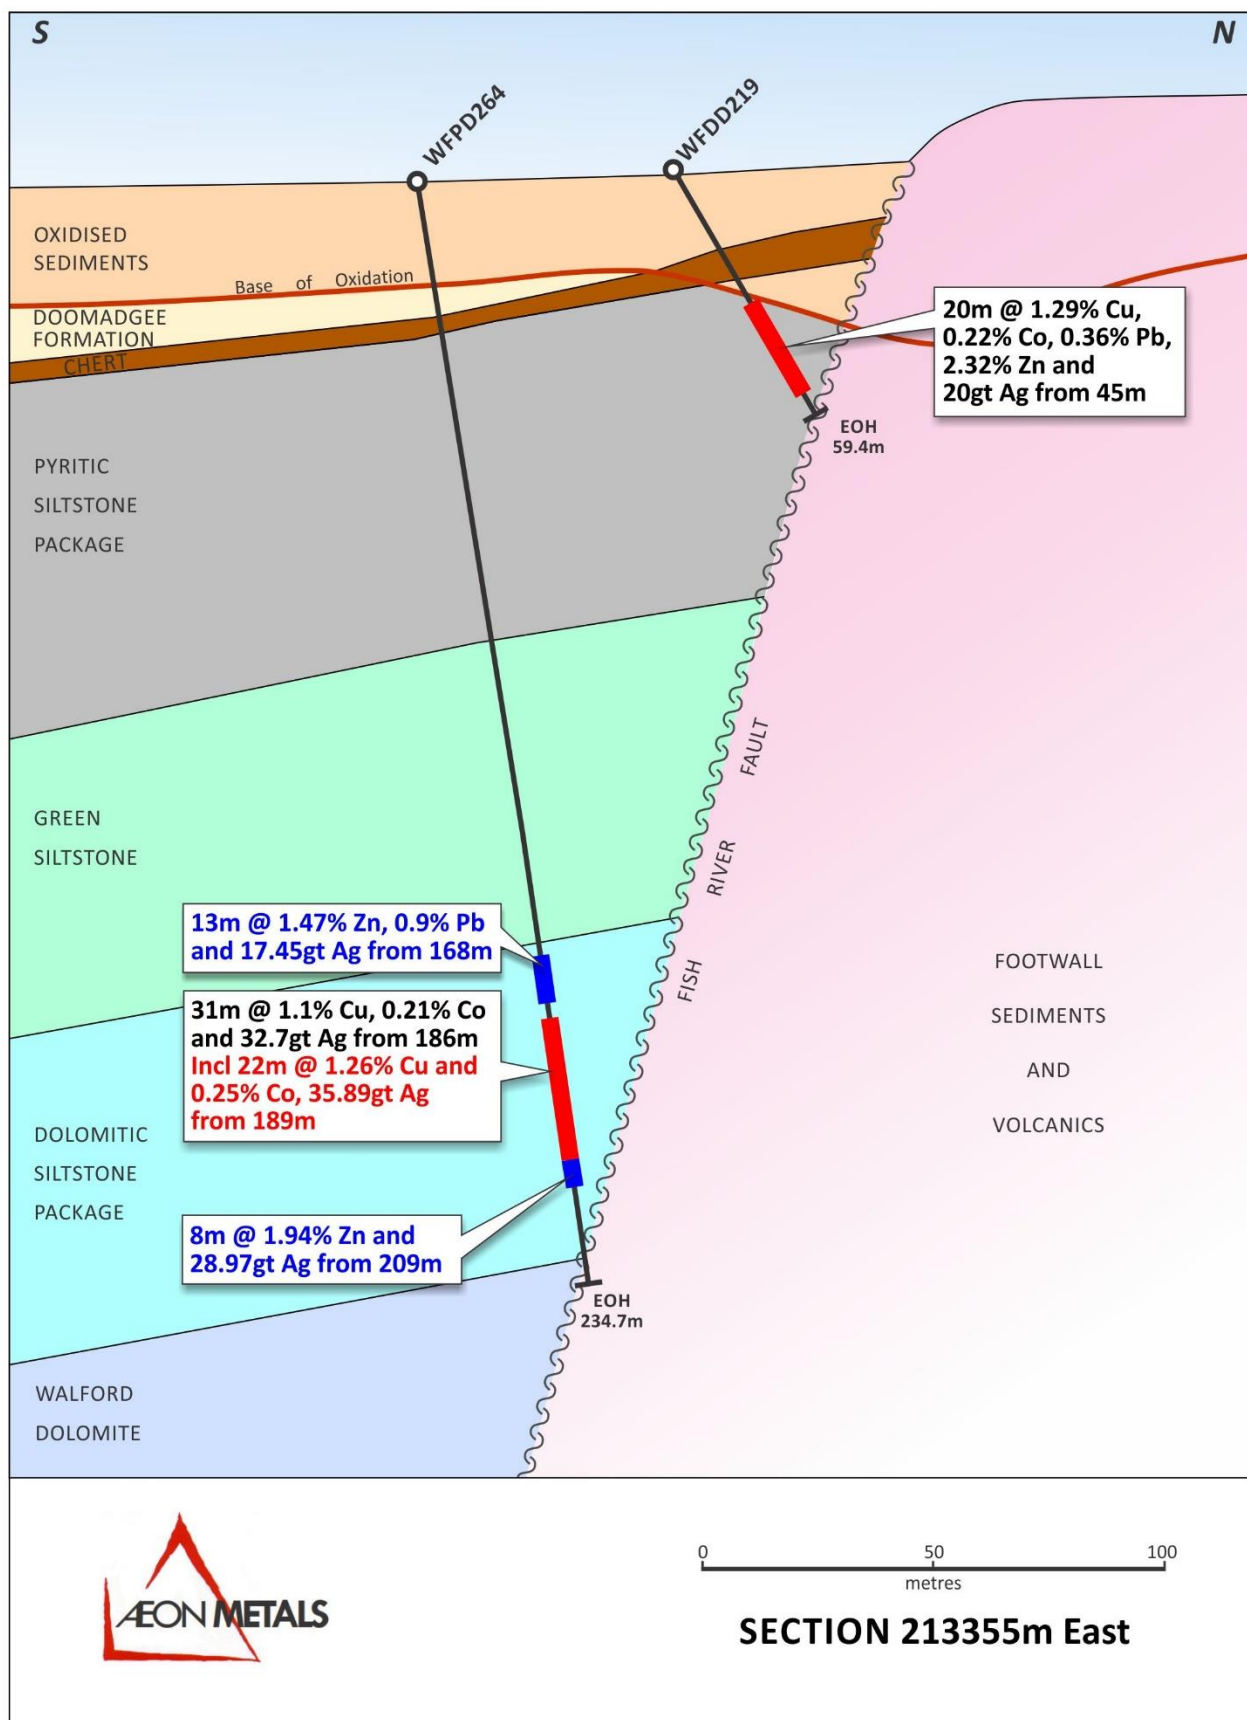 S
N
WFPD264
WFDD219
OXIDISED
SEDIMENTS
Base of Oxidation
DOOMADGEE
FORMATION
CHERT
20m @ 1.29% Cu,
0.22% Co, 0.36% Pb,
2.32% Zn and
20gt Ag from 45m
EOH
59.4m
PYRITIC
SILTSTONE
PACKAGE
FISH RIVER FAULT
GREEN
SILTSTONE
13m @ 1.47% Zn, 0.9% Pb
and 17.45gt Ag from 168m
31m @ 1.1% Cu, 0.21% Co
and 32.7gt Ag from 186m
Incl 22m @ 1.26% Cu and
0.25% Co, 35.89gt Ag
from 189m
FOOTWALL
SEDIMENTS
AND
VOLCANICS
DOLOMITIC
SILTSTONE
PACKAGE
8m @ 1.94% Zn and
28.97gt Ag from 209m
EOH
234.7m
WALFORD
DOLOMITE
ÆON METALS
0 50 100
metres
SECTION 213355m East